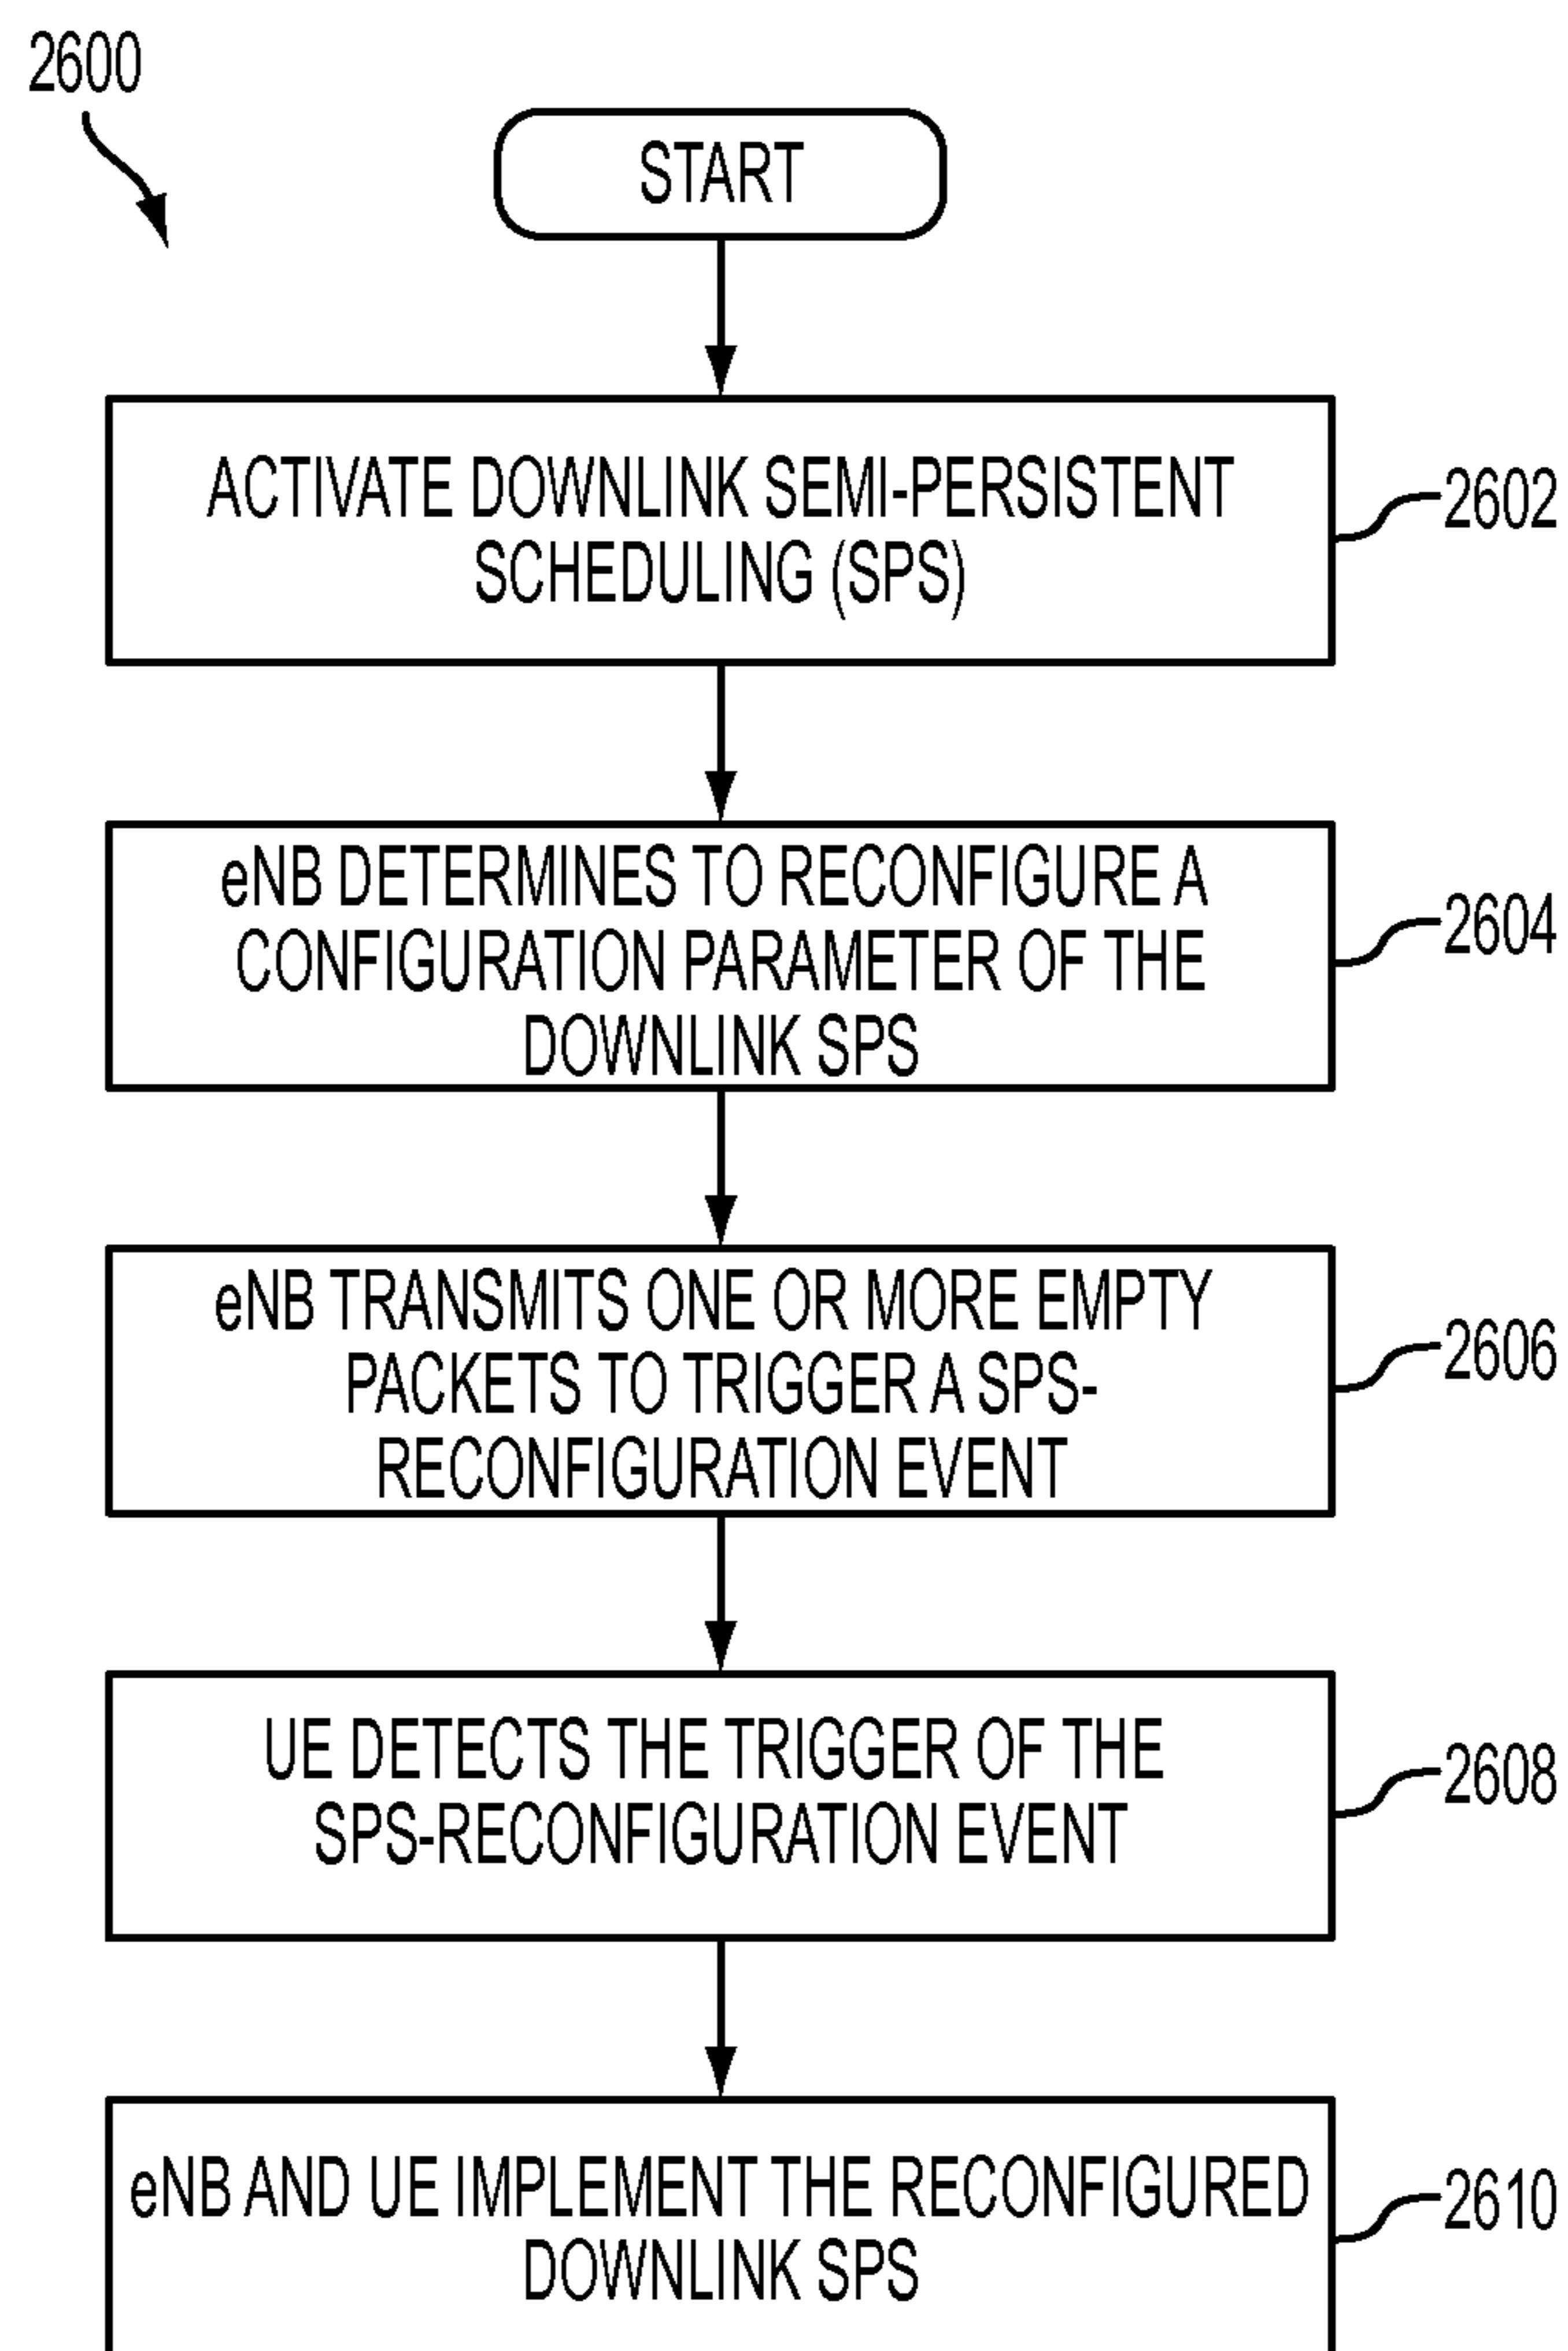 2600
START
ACTIVATE DOWNLINK SEMI-PERSISTENT
SCHEDULING (SPS)
2602
eNB DETERMINES TO RECONFIGURE A
CONFIGURATION PARAMETER OF THE
DOWNLINK SPS
2604
eNB TRANSMITS ONE OR MORE EMPTY
PACKETS TO TRIGGER A SPS-
RECONFIGURATION EVENT
2606
UE DETECTS THE TRIGGER OF THE
SPS-RECONFIGURATION EVENT
2608
eNB AND UE IMPLEMENT THE RECONFIGURED
DOWNLINK SPS
2610